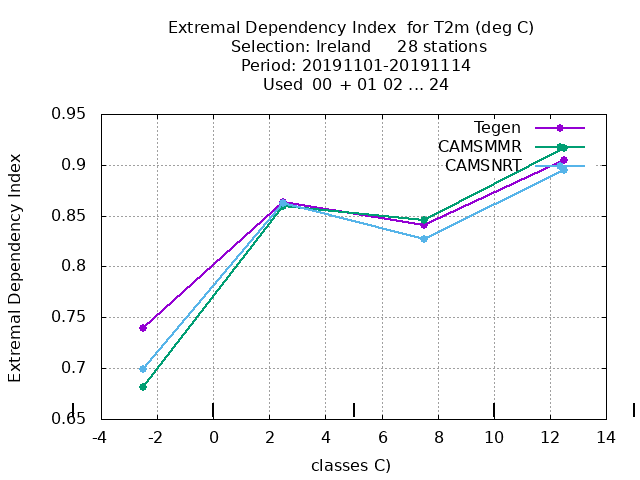 Extremal Dependency Index  for T2m (deg C)
Selection: Ireland     28 stations
Period: 20191101-20191114
Used  00 + 01 02 ... 24
Extremal Dependency Index
0.95
0.9
0.85
0.8
0.75
0.7
0.65
Tegen
CAMSMMR
CAMSNRT
-4 -2 0 2 4 6 8 10 12 14
classes C)